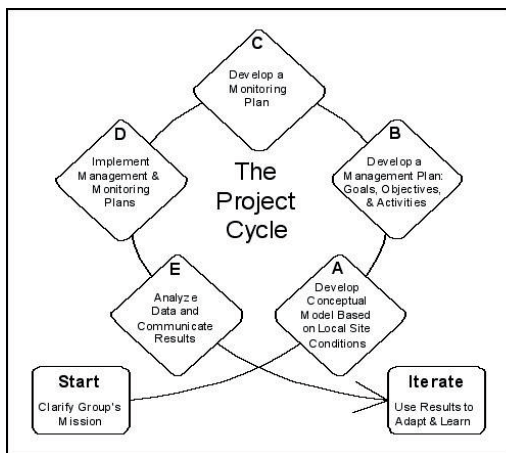 C
Develop a
Monitoring
Plan
D
Implement
Management &
Monitoring
Plans
The
Project
Cycle
B
Develop a
Management Plan:
Goals, Objectives,
& Activities
E
Analyze
Data and
Communicate
Results
A
Develop
Conceptual
Model Based
on Local Site
Conditions
Start
Clarify Group's
Mission
Iterate
Use Results to
Adapt & Learn